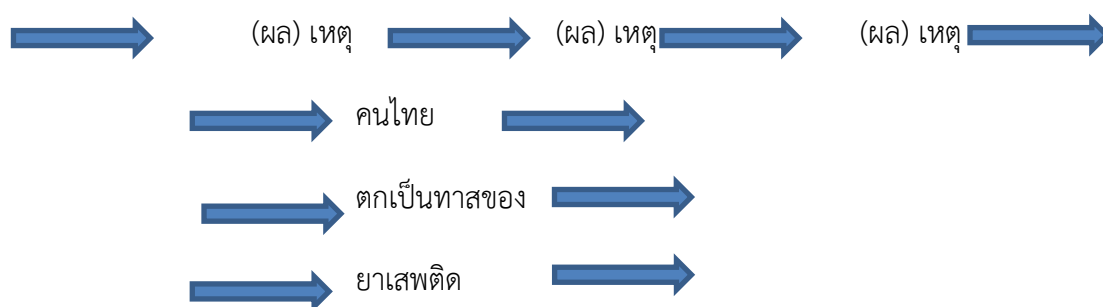 (ผล) เหตุ (ผล) เหตุ (ผล) เหตุ
คนไทย
ตกเป็นทาสของ
ยาเสพติด